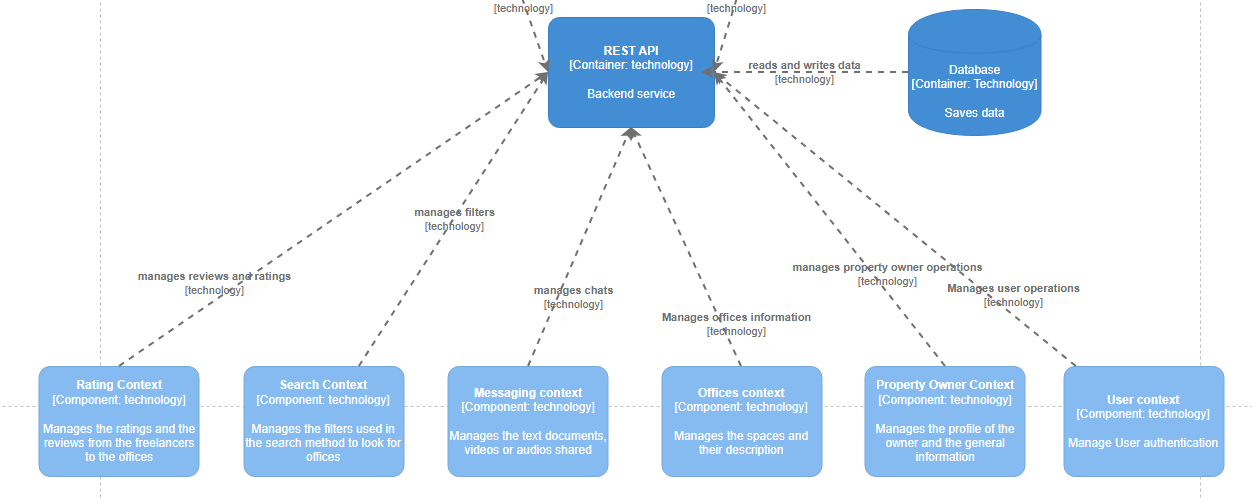 [technology]
[technology]
REST API
[Container: technology]
Backend service
reads and writes data
[technology]
Database
[Container: Technology]
Saves data
manages filters
[technology]
manages reviews and ratings
[technology]
manages chats
[technology]
Manages offices information
[technology]
manages property owner operations
[technology]
Manages user operations
[technology]
Rating Context
[Component: technology]
Manages the ratings and the
reviews from the freelancers
to the offices
Search Context
[Component: technology]
Manages the filters used in
the search method to look for
offices
Messaging context
[Component: technology]
Manages the text documents,
videos or audios shared
Offices context
[Component: technology]
Manages the spaces and
their description
Property Owner Context
[Component: technology]
Manages the profile of the
owner and the general
information
User context
[Component: technology]
Manage User authentication